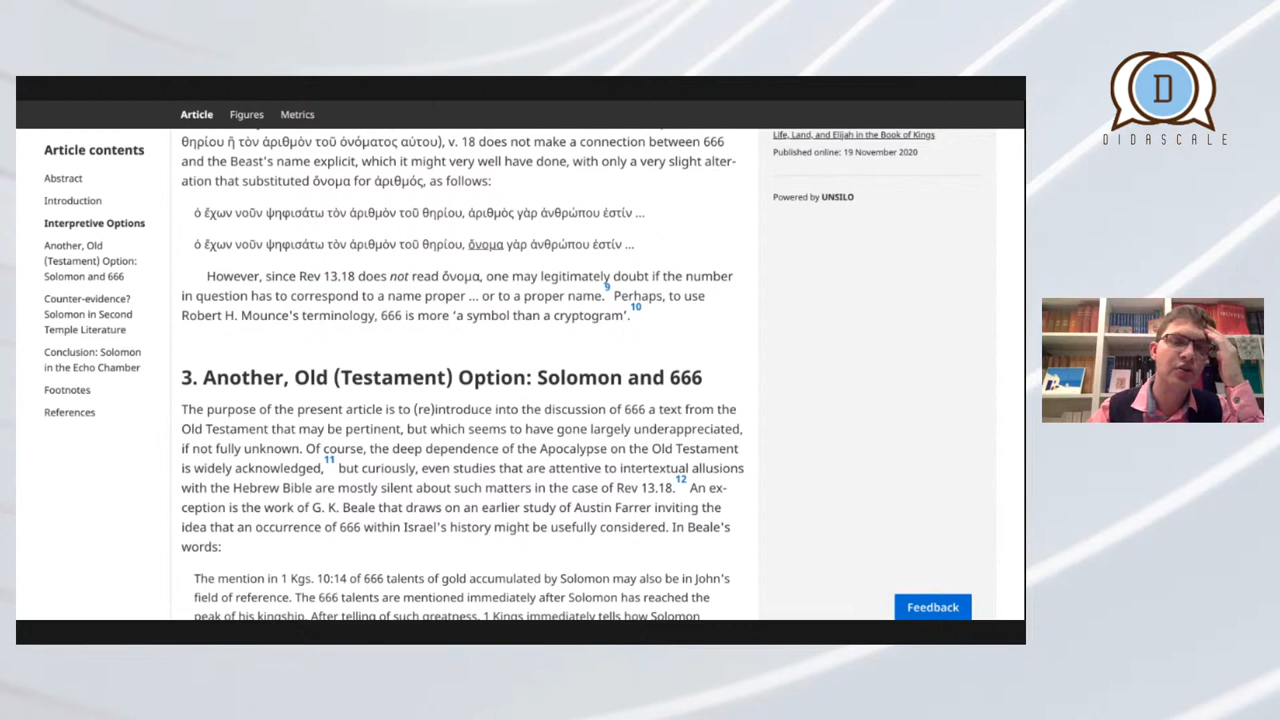 Article Figures Metrics
Article contents
Abstract
Introduction
Interpretive Options
Another, Old
(Testament) Option:
Solomon and 666
Counter-evidence?
Solomon in Second
Temple Literature
Conclusion: Solomon
in the Echo Chamber
Footnotes
References
θηρίου ἢ τὸν ἀριθμὸν τοῦ ὀνόματος αὐτοῦ), v. 18 does not make a connection between 666
and the Beast's name explicit, which it might very well have done, with only a very slight alter-
ation that substituted ὄνομα for ἀριθμός, as follows:
ὁ ἔχων νοῦν ψηφισάτω τὸν ἀριθμὸν τοῦ θηρίου, ἀριθμὸς γὰρ ἀνθρώπου ἐστίν ...
ὁ ἔχων νοῦν ψηφισάτω τὸν ἀριθμὸν τοῦ θηρίου, ὄνομα γὰρ ἀνθρώπου ἐστίν ...
However, since Rev 13.18 does not read ὄνομα, one may legitimately doubt if the number
in question has to correspond to a name proper ... or to a proper name.9 Perhaps, to use
Robert H. Mounce's terminology, 666 is more ‘a symbol than a cryptogram’.10
3. Another, Old (Testament) Option: Solomon and 666
The purpose of the present article is to (re)introduce into the discussion of 666 a text from the
Old Testament that may be pertinent, but which seems to have gone largely underappreciated,
if not fully unknown. Of course, the deep dependence of the Apocalypse on the Old Testament
is widely acknowledged,11 but curiously, even studies that are attentive to intertextual allusions
with the Hebrew Bible are mostly silent about such matters in the case of Rev 13.18.12 An ex-
ception is the work of G. K. Beale that draws on an earlier study of Austin Farrer inviting the
idea that an occurrence of 666 within Israel's history might be usefully considered. In Beale's
words:
The mention in 1 Kgs. 10:14 of 666 talents of gold accumulated by Solomon may also be in John's
field of reference. The 666 talents are mentioned immediately after Solomon has reached the
peak of his kingship. After telling of such greatness, 1 Kings immediately tells how Solomon
Life, Land, and Elijah in the Book of Kings
Published online: 19 November 2020
Powered by UNSILO
Feedback
D
DIDASCALE